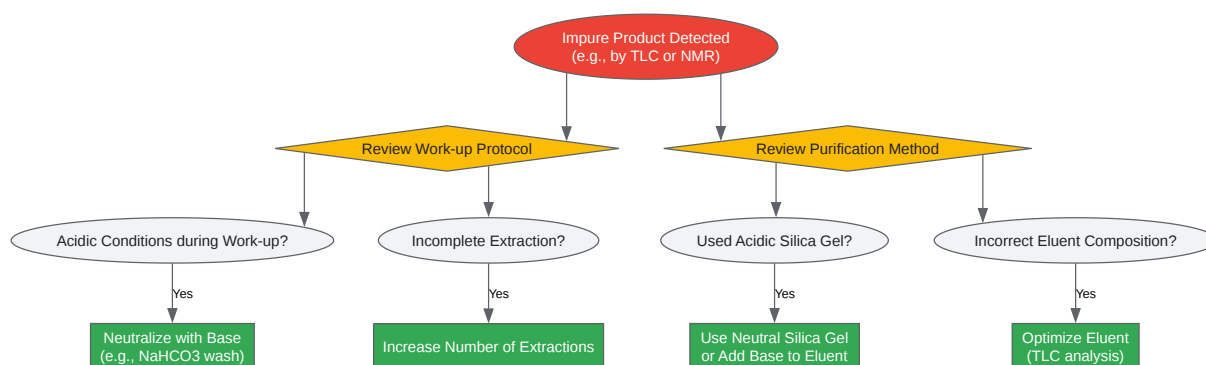 Impure Product Detected
(e.g., by TLC or NMR)
Review Work-up Protocol
Review Purification Method
Acidic Conditions during Work-up?
Incomplete Extraction?
Used Acidic Silica Gel?
Incorrect Eluent Composition?
Yes
Yes
Yes
Yes
Neutralize with Base
(e.g., NaHCO3 wash)
Increase Number of Extractions
Use Neutral Silica Gel
or Add Base to Eluent
Optimize Eluent
(TLC analysis)